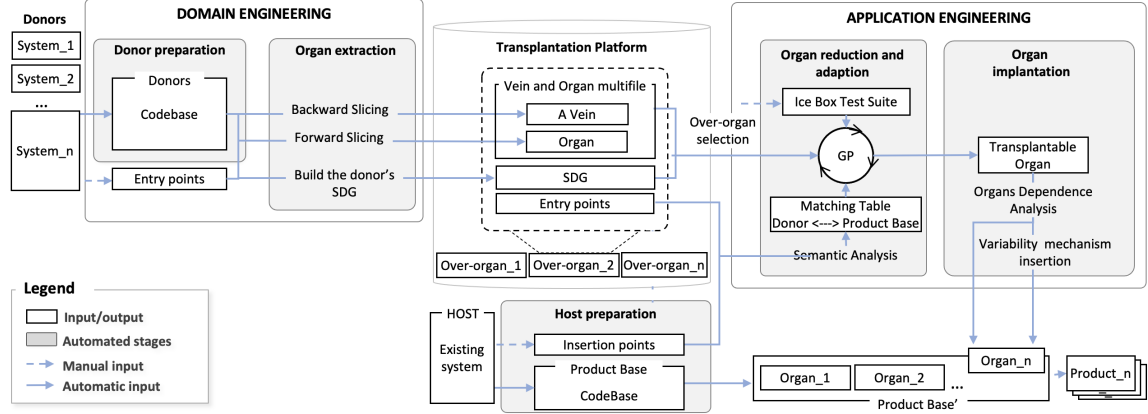 Donors
System_1
System_2
...
System_n
DOMAIN ENGINEERING
Donor preparation
Donors
Codebase
Entry points
Organ extraction
Backward Slicing
Forward Slicing
Build the donor's
SDG
Transplantation Platform
Vein and Organ multifile
A Vein
Organ
SDG
Entry points
Over-organ_1
Over-organ_2
Over-organ_n
Over-organ
selection
APPLICATION ENGINEERING
Organ reduction and
adaption
Ice Box Test Suite
GP
Matching Table
Donor <---> Product Base
Semantic Analysis
Organ
implantation
Transplantable
Organ
Organs Dependence
Analysis
Variability mechanism
insertion
Legend
Input/output
Automated stages
Manual input
Automatic input
HOST
Existing
system
Host preparation
Insertion points
Product Base
CodeBase
Organ_1
Organ_2
...
Organ_n
Product Base'
Product_n